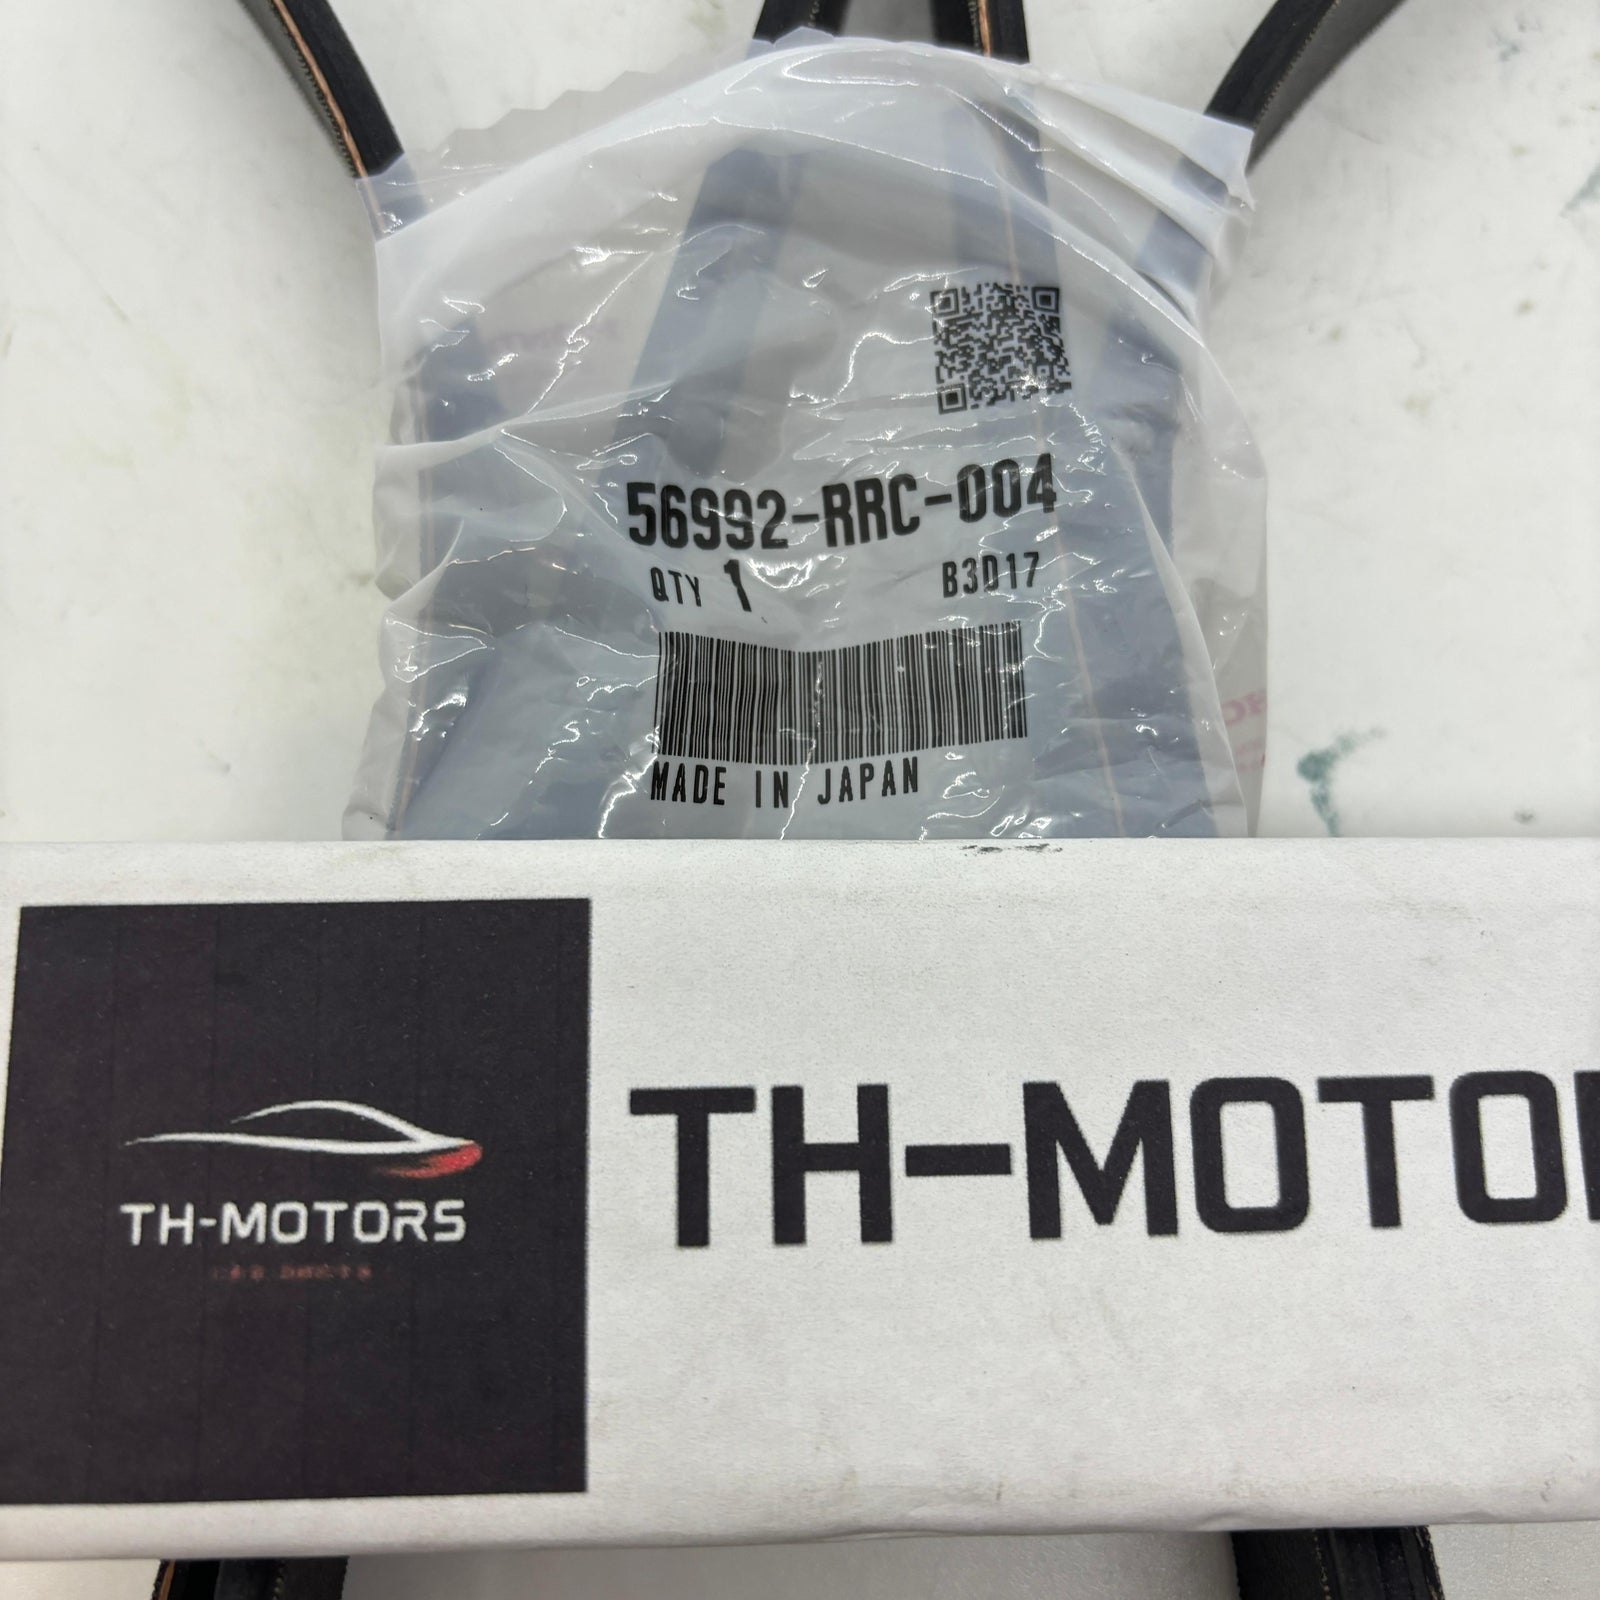 56992-RRC-004
QTY 1 B3D17
MADE IN JAPAN
TH-MOTO
TH-MOTORS